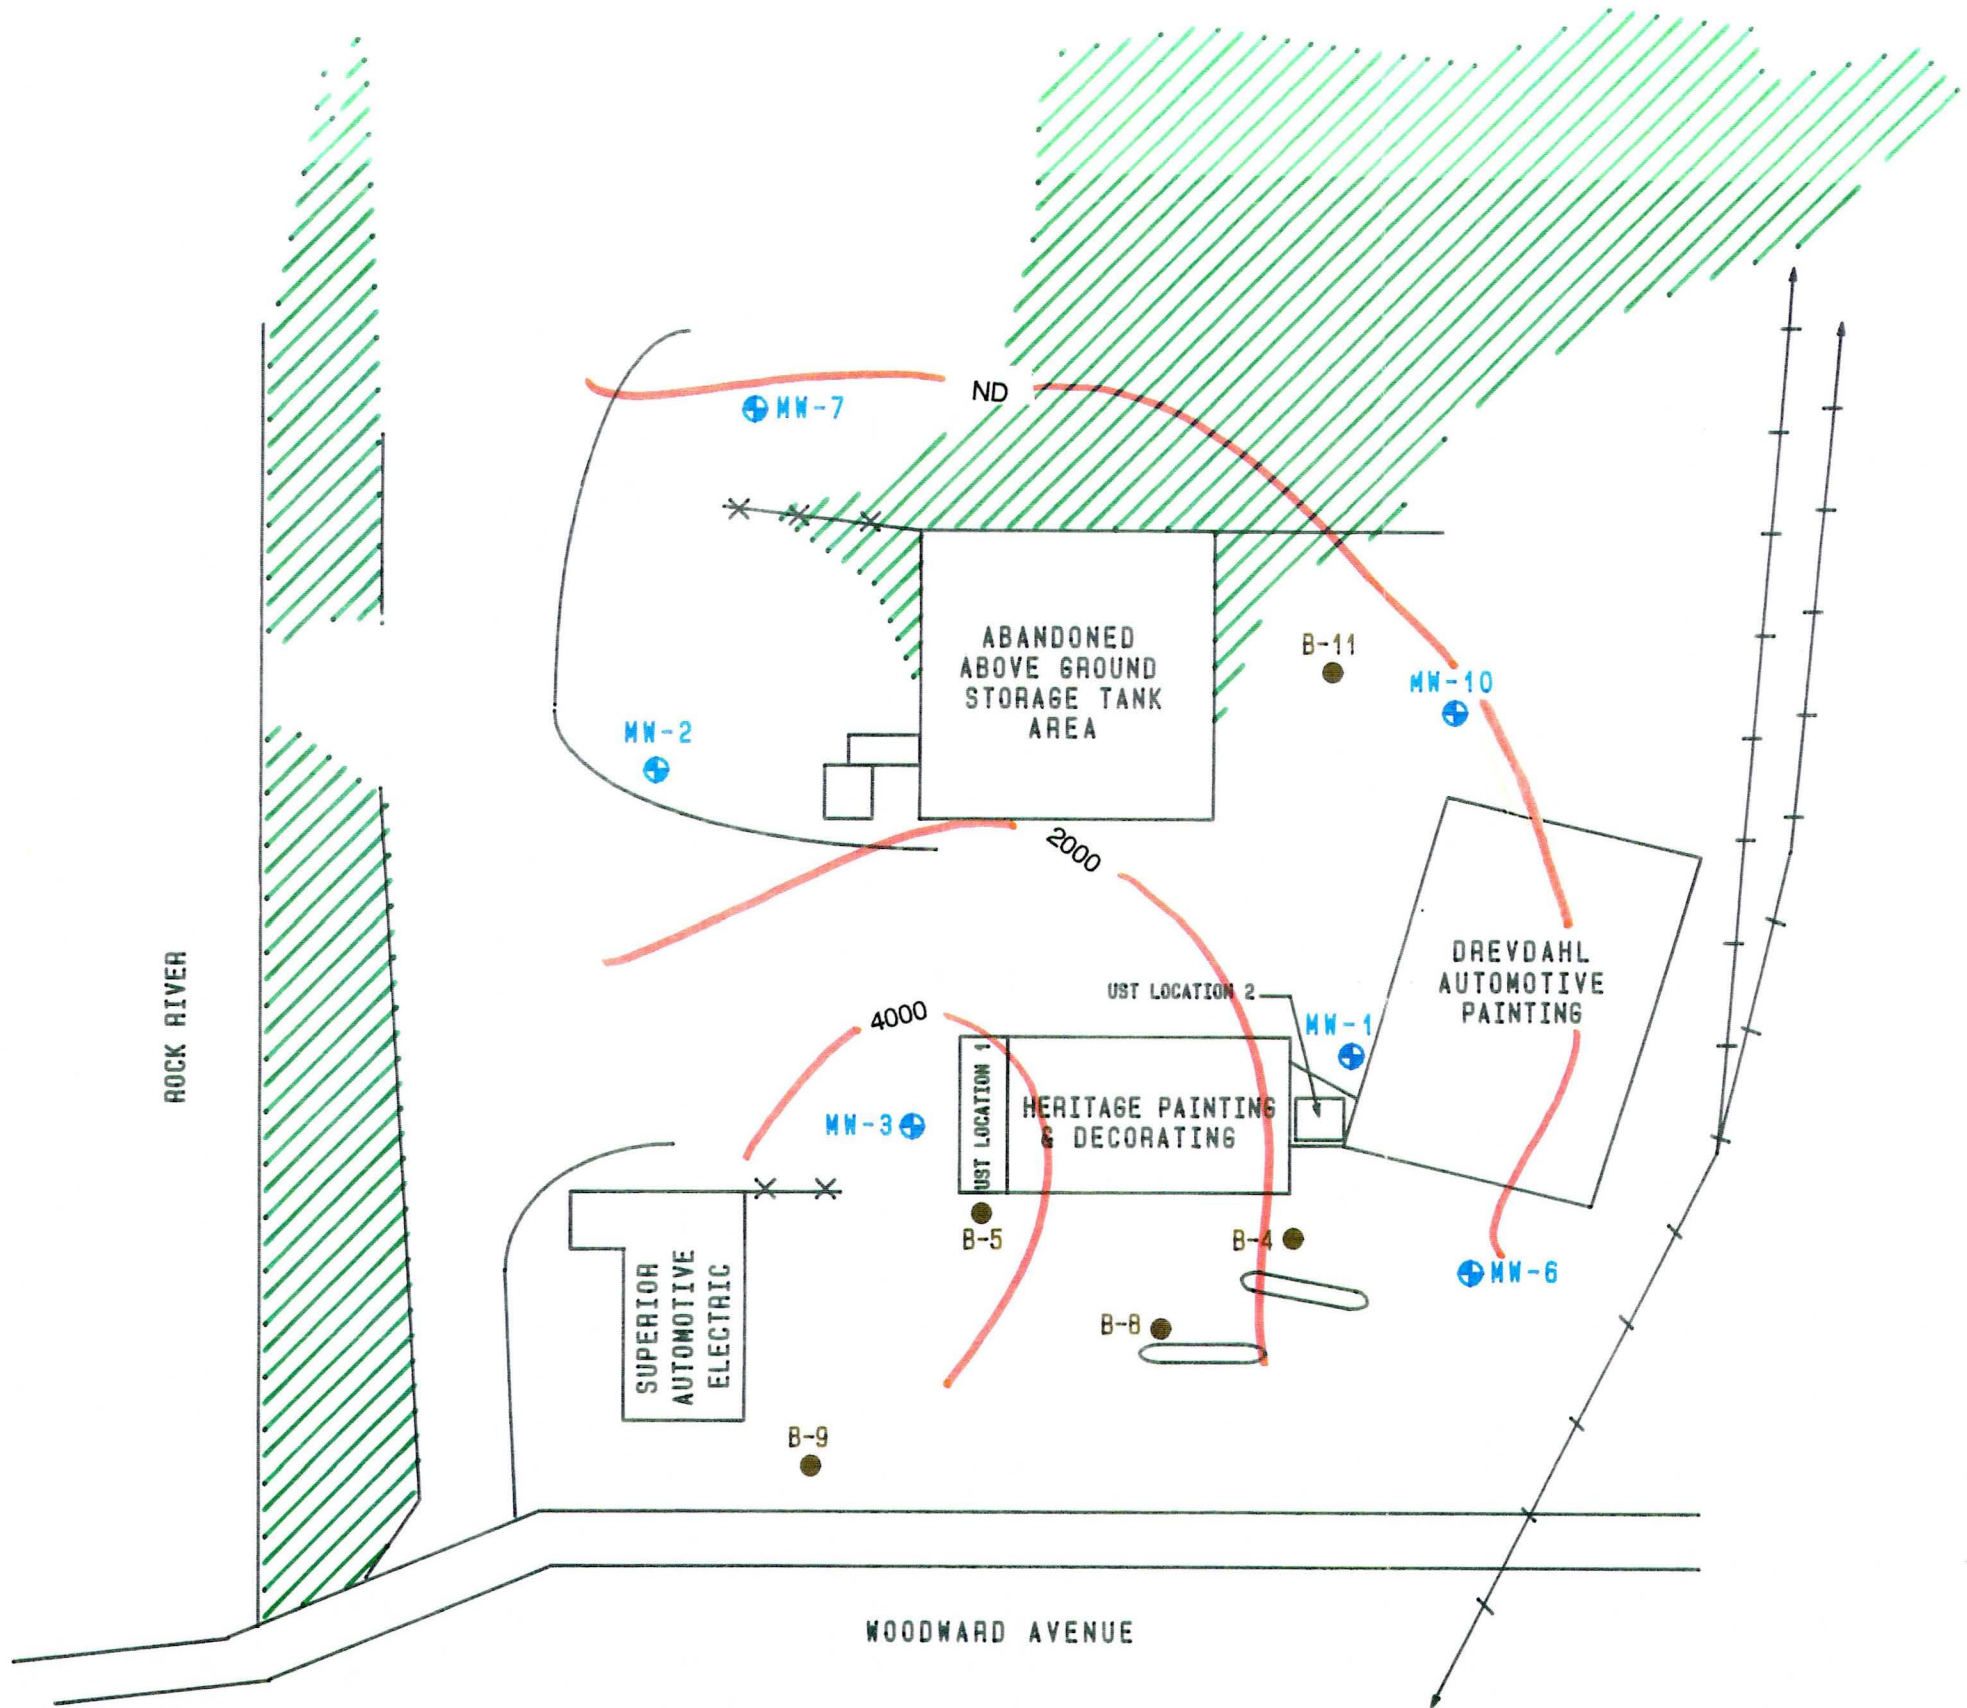 ND
MW-7
ABANDONED
ABOVE GROUND
STORAGE TANK
AREA
B-11
MW-10
MW-2
2000
ROCK RIVER
DREVDAHL
AUTOMOTIVE
PAINTING
UST LOCATION 2
4000
MW-1
UST LOCATION 1
HERITAGE PAINTING
& DECORATING
MW-3
B-5
B-4
MW-6
SUPERIOR
AUTOMOTIVE
ELECTRIC
B-8
B-9
WOODWARD AVENUE